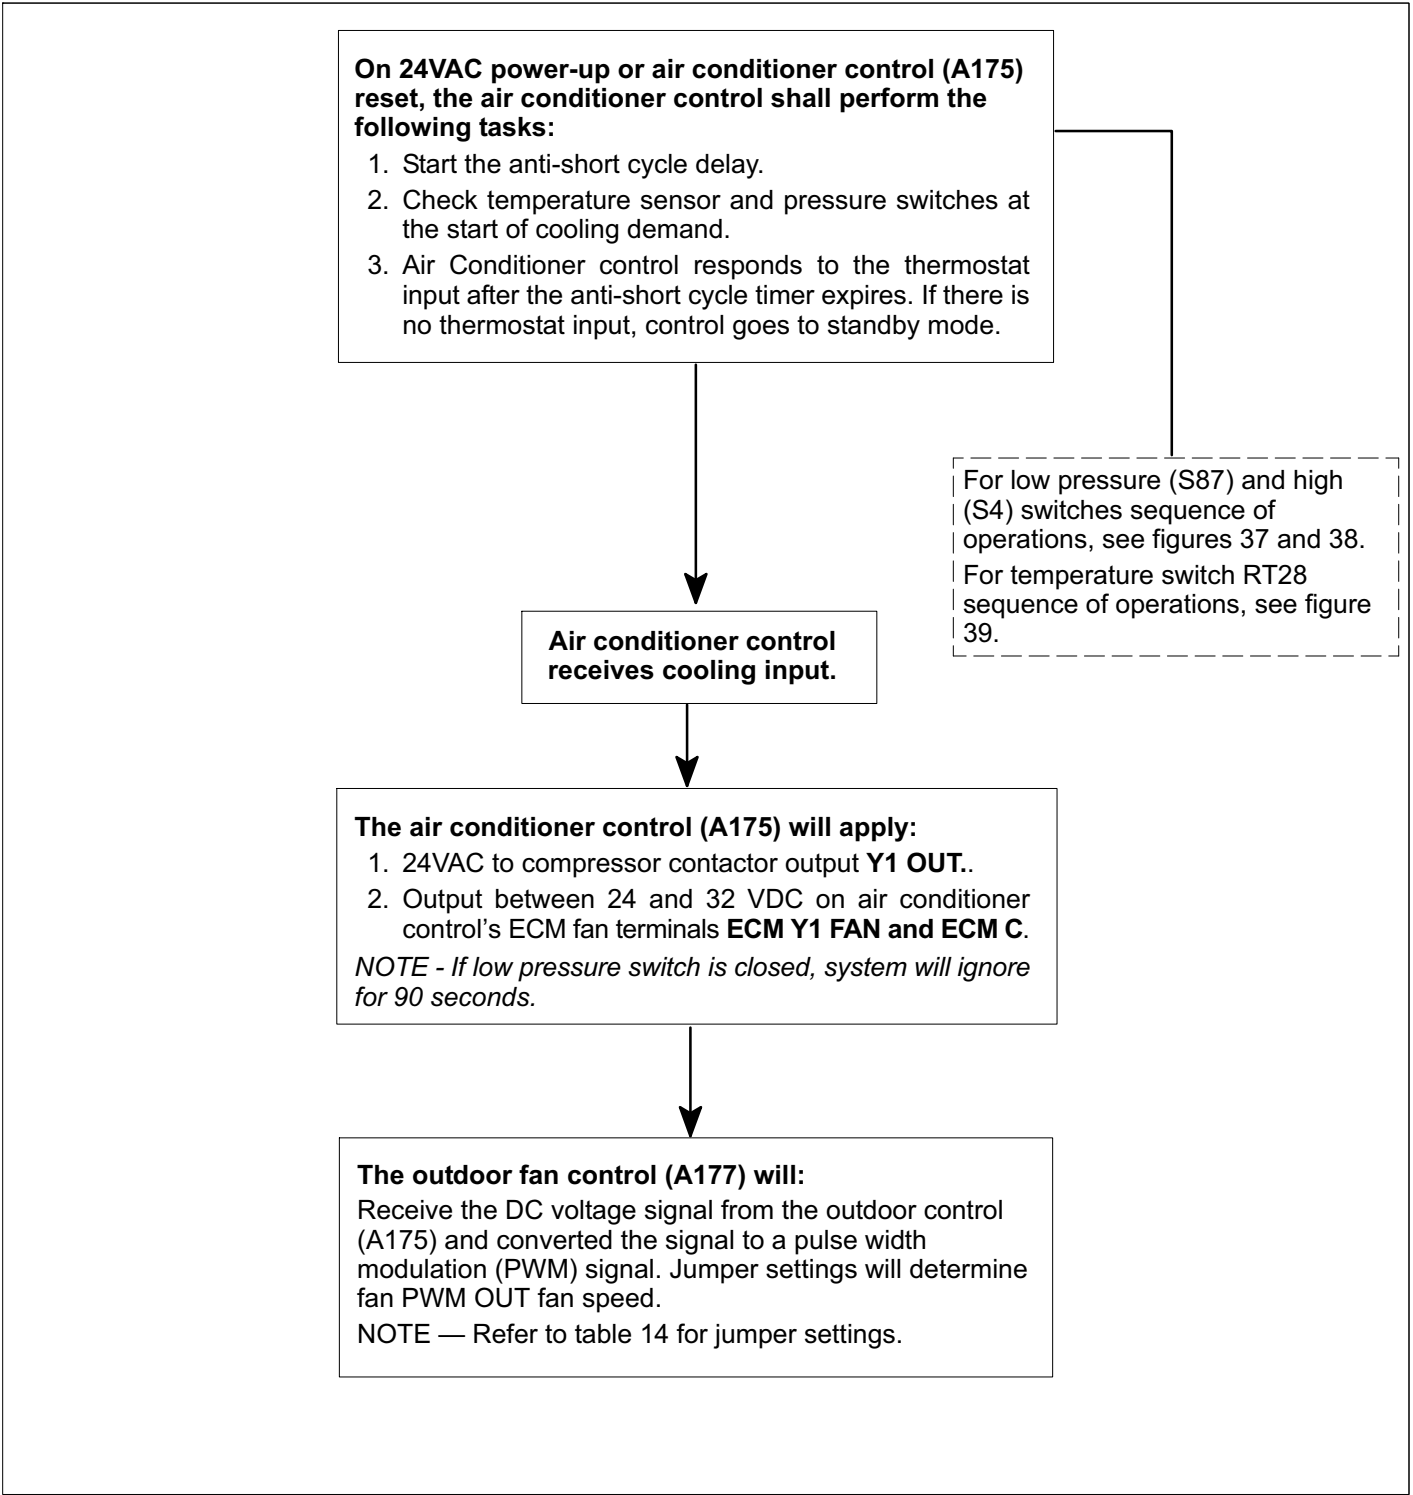 On 24VAC power-up or air conditioner control (A175)
reset, the air conditioner control shall perform the
following tasks:
1. Start the anti-short cycle delay.
2. Check temperature sensor and pressure switches at
the start of cooling demand.
3. Air Conditioner control responds to the thermostat
input after the anti-short cycle timer expires. If there is
no thermostat input, control goes to standby mode.
For low pressure (S87) and high
(S4) switches sequence of
operations, see figures 37 and 38.
For temperature switch RT28
sequence of operations, see figure
39.
Air conditioner control
receives cooling input.
The air conditioner control (A175) will apply:
1. 24VAC to compressor contactor output Y1 OUT..
2. Output between 24 and 32 VDC on air conditioner
control's ECM fan terminals ECM Y1 FAN and ECM C.
NOTE - If low pressure switch is closed, system will ignore
for 90 seconds.
The outdoor fan control (A177) will:
Receive the DC voltage signal from the outdoor control
(A175) and converted the signal to a pulse width
modulation (PWM) signal. Jumper settings will determine
fan PWM OUT fan speed.
NOTE — Refer to table 14 for jumper settings.